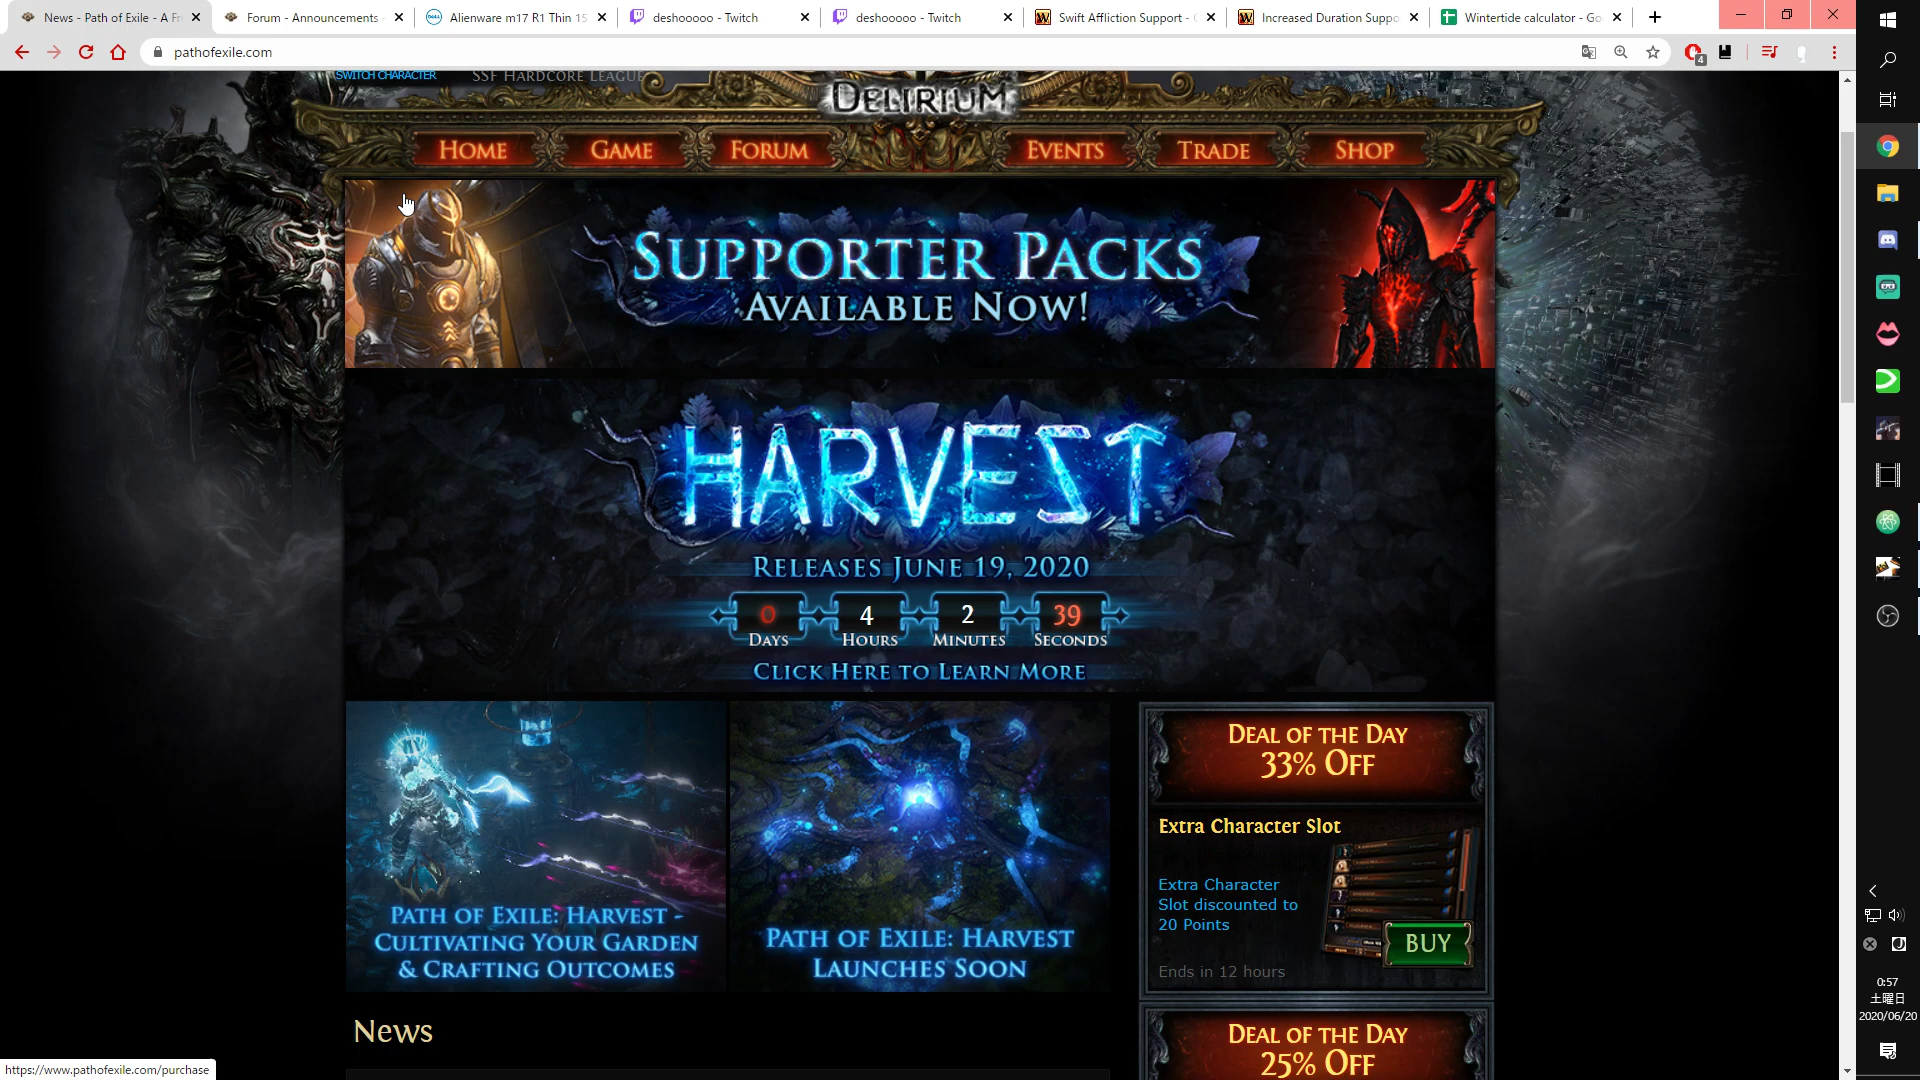 News - Path of Exile - A Fr
Forum - Announcements
Alienware m17 R1 Thin 15
deshooooo - Twitch
deshooooo - Twitch
Swift Affliction Support -
Increased Duration Suppo
Wintertide calculator - Go
pathofexile.com
4
SWITCH CHARACTER
SSF HARDCORE LEAGUE
DELIRIUM
HOME
GAME
FORUM
EVENTS
TRADE
SHOP
SUPPORTER PACKS
AVAILABLE NOW!
HARVEST
RELEASES JUNE 19, 2020
0 4 2 39
DAYS HOURS MINUTES SECONDS
CLICK HERE TO LEARN MORE
PATH OF EXILE: HARVEST -
CULTIVATING YOUR GARDEN
& CRAFTING OUTCOMES
PATH OF EXILE: HARVEST
LAUNCHES SOON
DEAL OF THE DAY
33% OFF
Extra Character Slot
Extra Character
Slot discounted to
20 Points
BUY
Ends in 12 hours
News
DEAL OF THE DAY
25% OFF
https://www.pathofexile.com/purchase
0:57
土曜日
2020/06/20